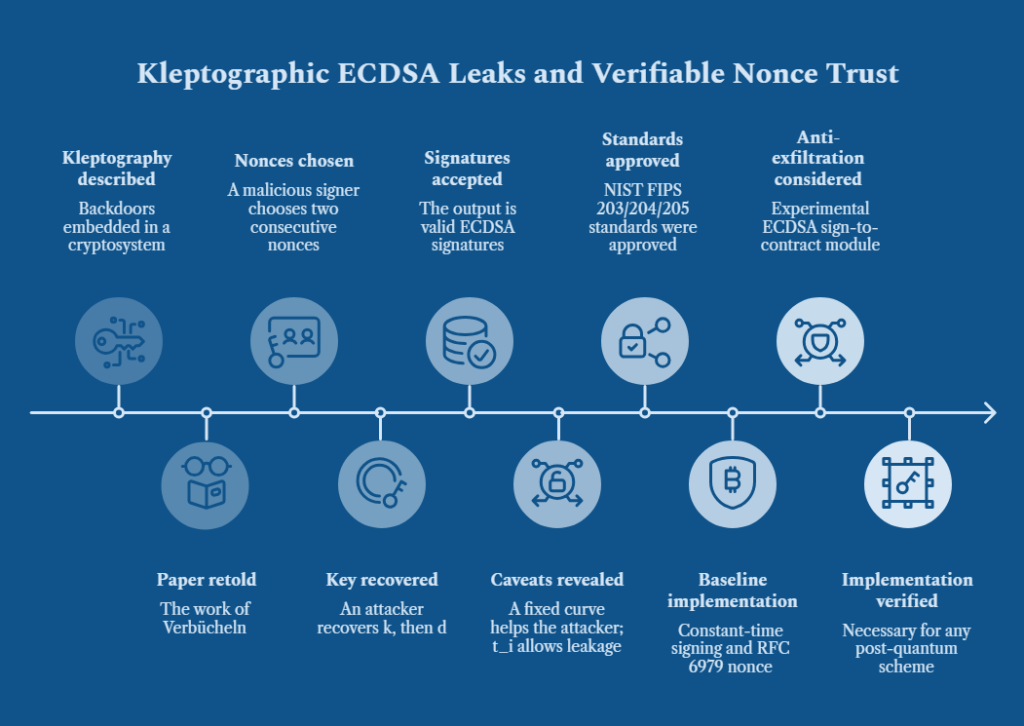 Kleptographic ECDSA Leaks and Verifiable Nonce Trust
Kleptography
described
Backdoors
embedded in a
cryptosystem
Paper retold
The work of
Verbücheln
Nonces chosen
A malicious signer
chooses two
consecutive
nonces
Key recovered
An attacker
recovers k, then d
Signatures
accepted
The output is
valid ECDSA
signatures
Caveats revealed
A fixed curve
helps the attacker;
t_i allows leakage
Standards
approved
NIST FIPS
203/204/205
standards were
approved
Baseline
implementation
Constant-time
signing and RFC
6979 nonce
Anti-
exfiltration
considered
Experimental
ECDSA sign-to-
contract module
Implementation
verified
Necessary for any
post-quantum
scheme